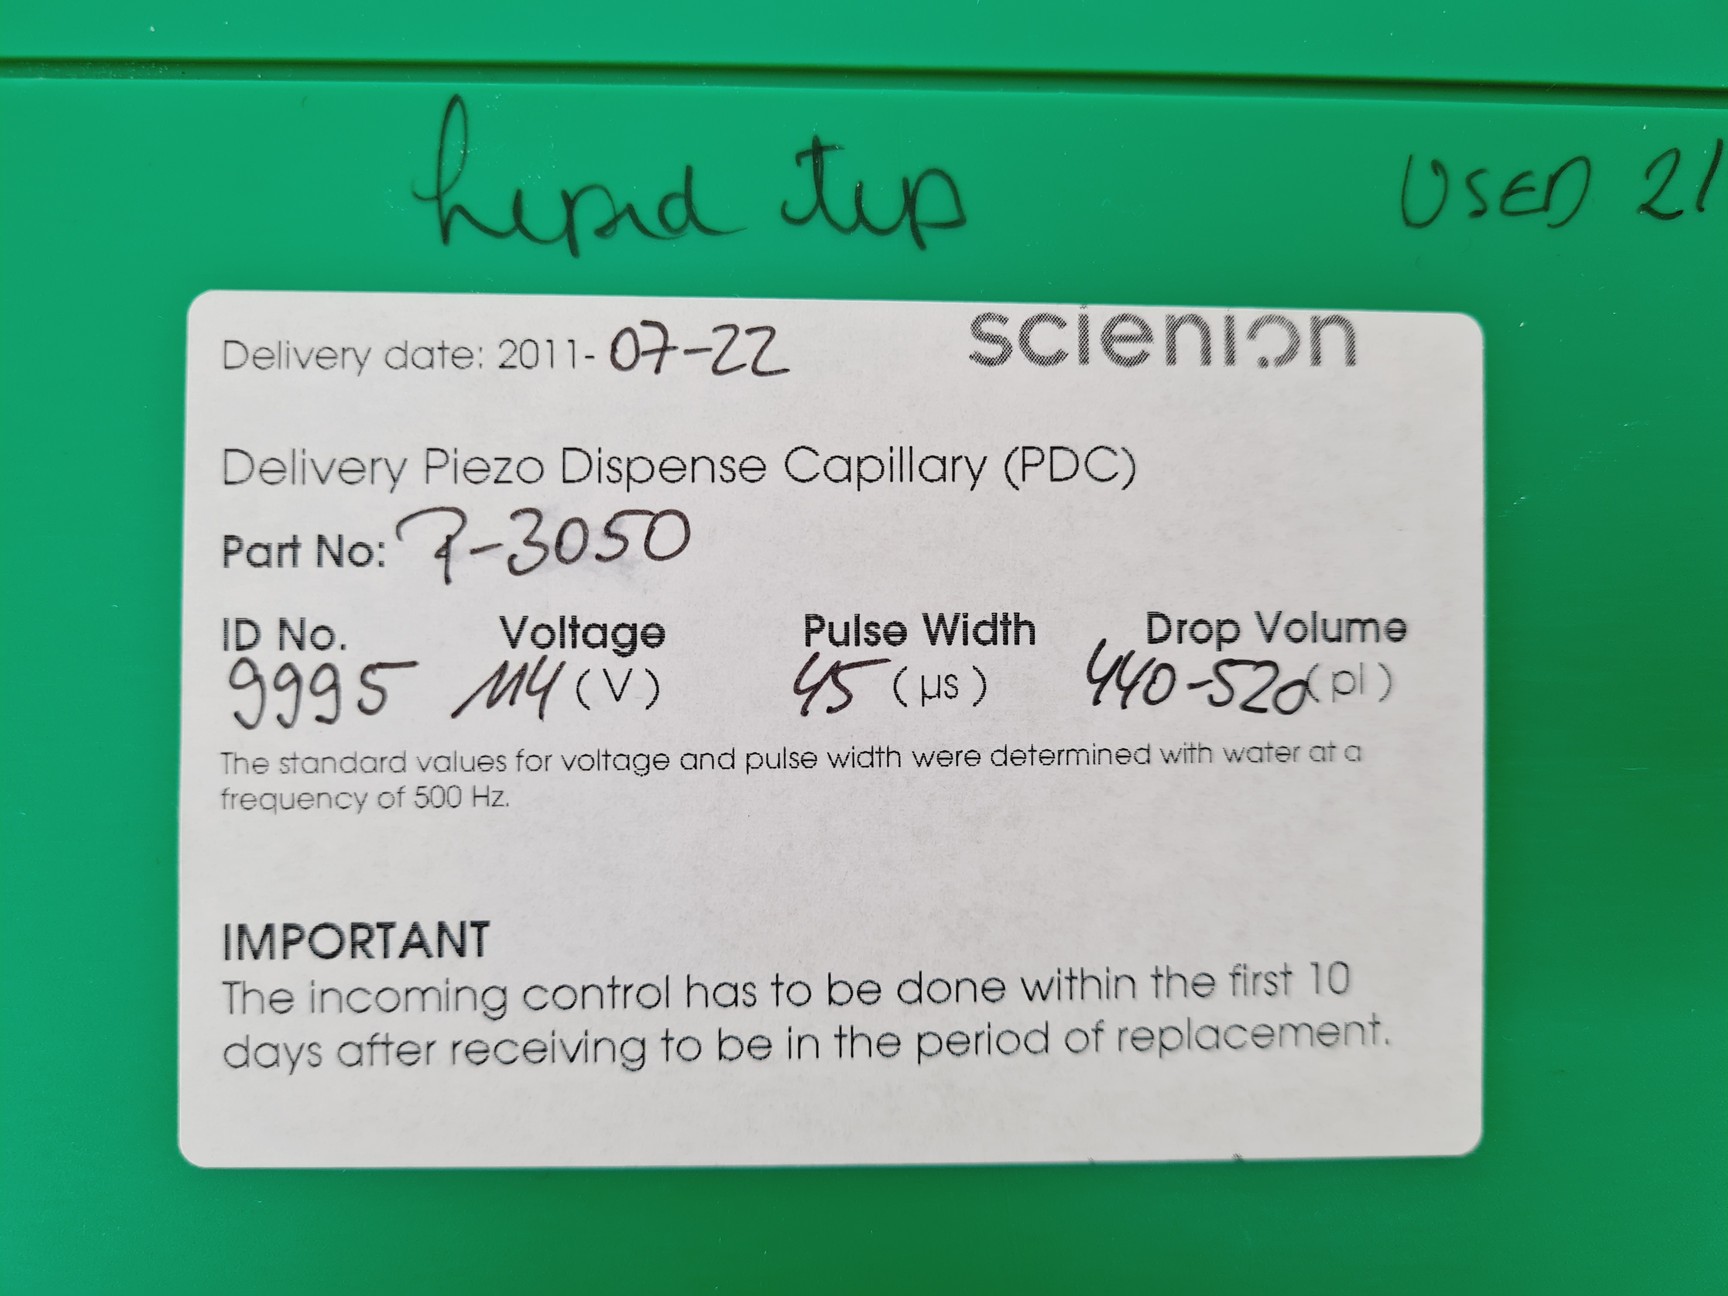 lipid tip
USED 21
Delivery date: 2011-07-22
scienion
Delivery Piezo Dispense Capillary (PDC)
Part No: P-3050
ID No. Voltage Pulse Width Drop Volume
9995 114 (V) 45 (µs) 440-520 (pl)
The standard values for voltage and pulse width were determined with water at a
frequency of 500 Hz.
IMPORTANT
The incoming control has to be done within the first 10
days after receiving to be in the period of replacement.